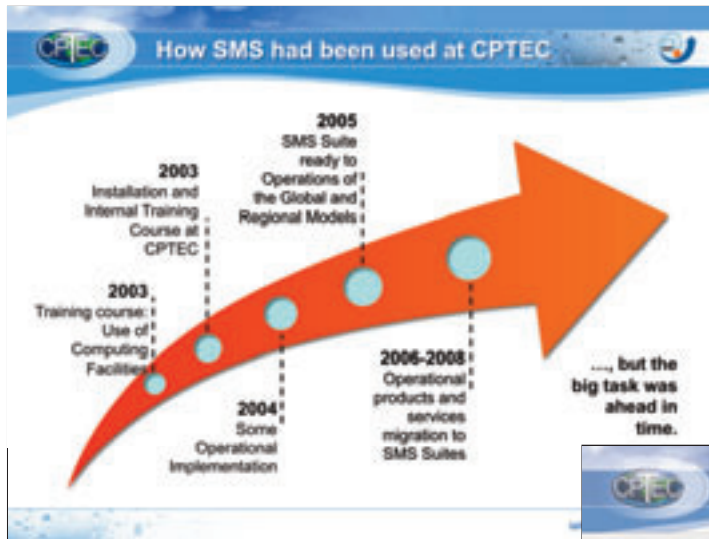 CPTEC
How SMS had been used at CPTEC
2005
SMS Suite
ready to
Operations of
the Global and
Regional Models
2003
Installation and
Internal Training
Course at
CPTEC
2003
Training course:
Use of
Computing
Facilities
2004
Some
Operational
Implementation
2006-2008
Operational
products and
services
migration to
SMS Suites
...., but the
big task was
ahead in
time.
CPTEC